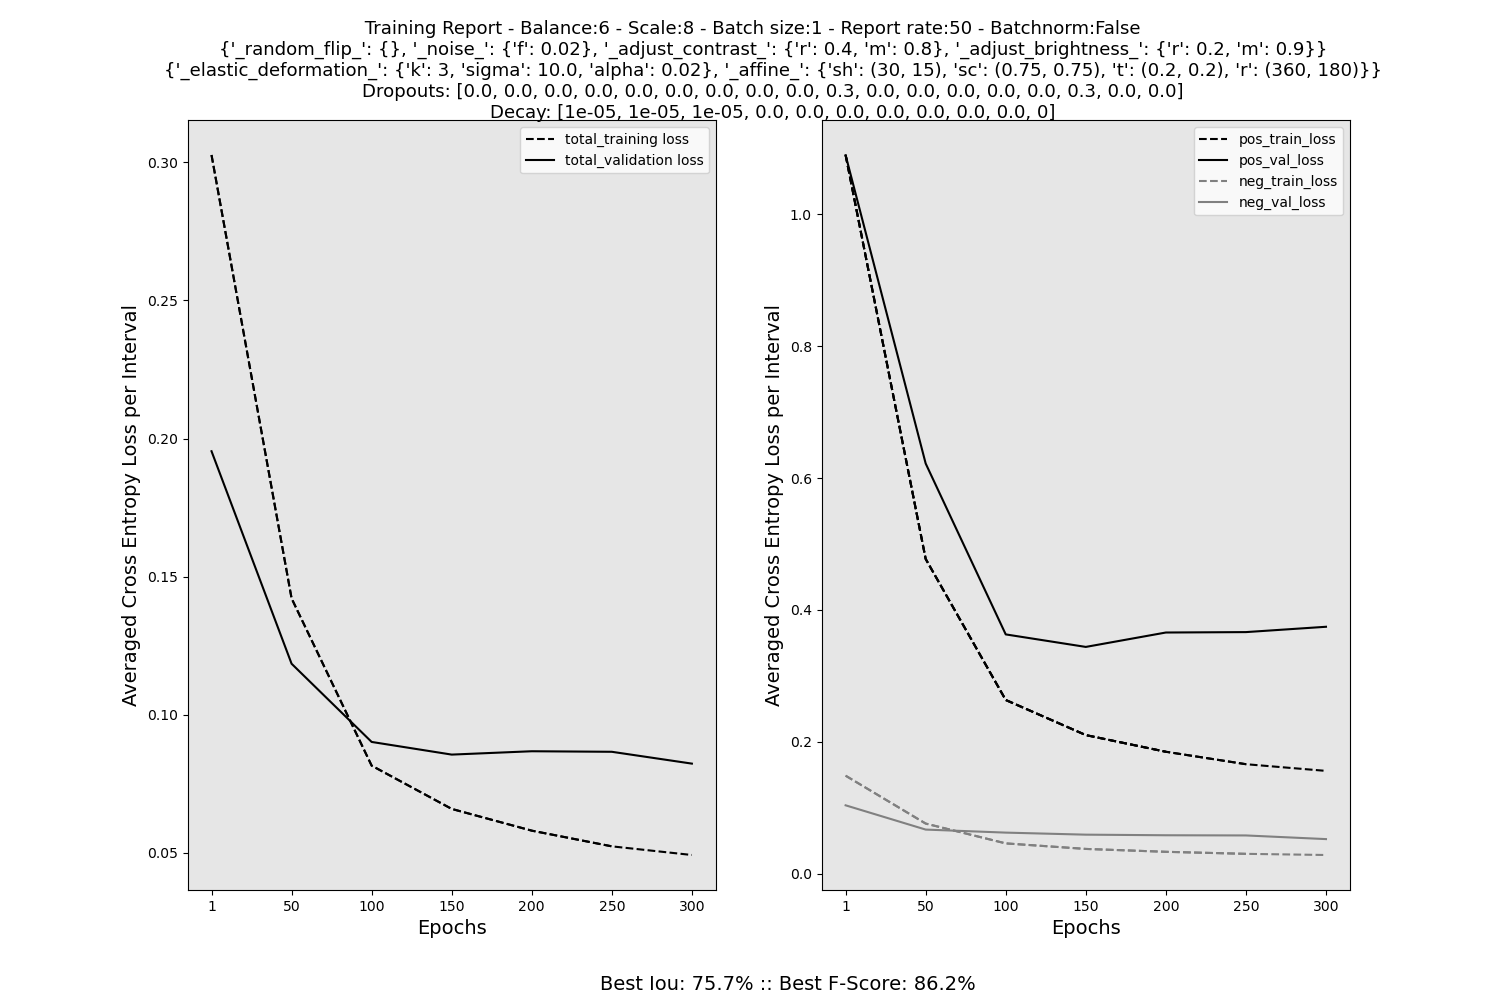 Training Report - Balance:6 - Scale:8 - Batch size:1 - Report rate:50 - Batchnorm:False
{'_random_flip_': {}, '_noise_': {'f': 0.02}, '_adjust_contrast_': {'r': 0.4, 'm': 0.8}, '_adjust_brightness_': {'r': 0.2, 'm': 0.9}}
{'_elastic_deformation_': {'k': 3, 'sigma': 10.0, 'alpha': 0.02}, '_affine_': {'sh': (30, 15), 'sc': (0.75, 0.75), 't': (0.2, 0.2), 'r': (360, 180)}}
Dropouts: [0.0, 0.0, 0.0, 0.0, 0.0, 0.0, 0.0, 0.0, 0.0, 0.3, 0.0, 0.0, 0.0, 0.0, 0.0, 0.3, 0.0, 0.0]
Decay: [1e-05, 1e-05, 1e-05, 0.0, 0.0, 0.0, 0.0, 0.0, 0.0, 0.0, 0]
total_training loss
total_validation loss
0.30
0.25
0.20
0.15
0.10
0.05
Averaged Cross Entropy Loss per Interval
1 50 100 150 200 250 300
Epochs
pos_train_loss
pos_val_loss
neg_train_loss
neg_val_loss
1.0
0.8
0.6
0.4
0.2
0.0
Averaged Cross Entropy Loss per Interval
1 50 100 150 200 250 300
Epochs
Best Iou: 75.7% :: Best F-Score: 86.2%